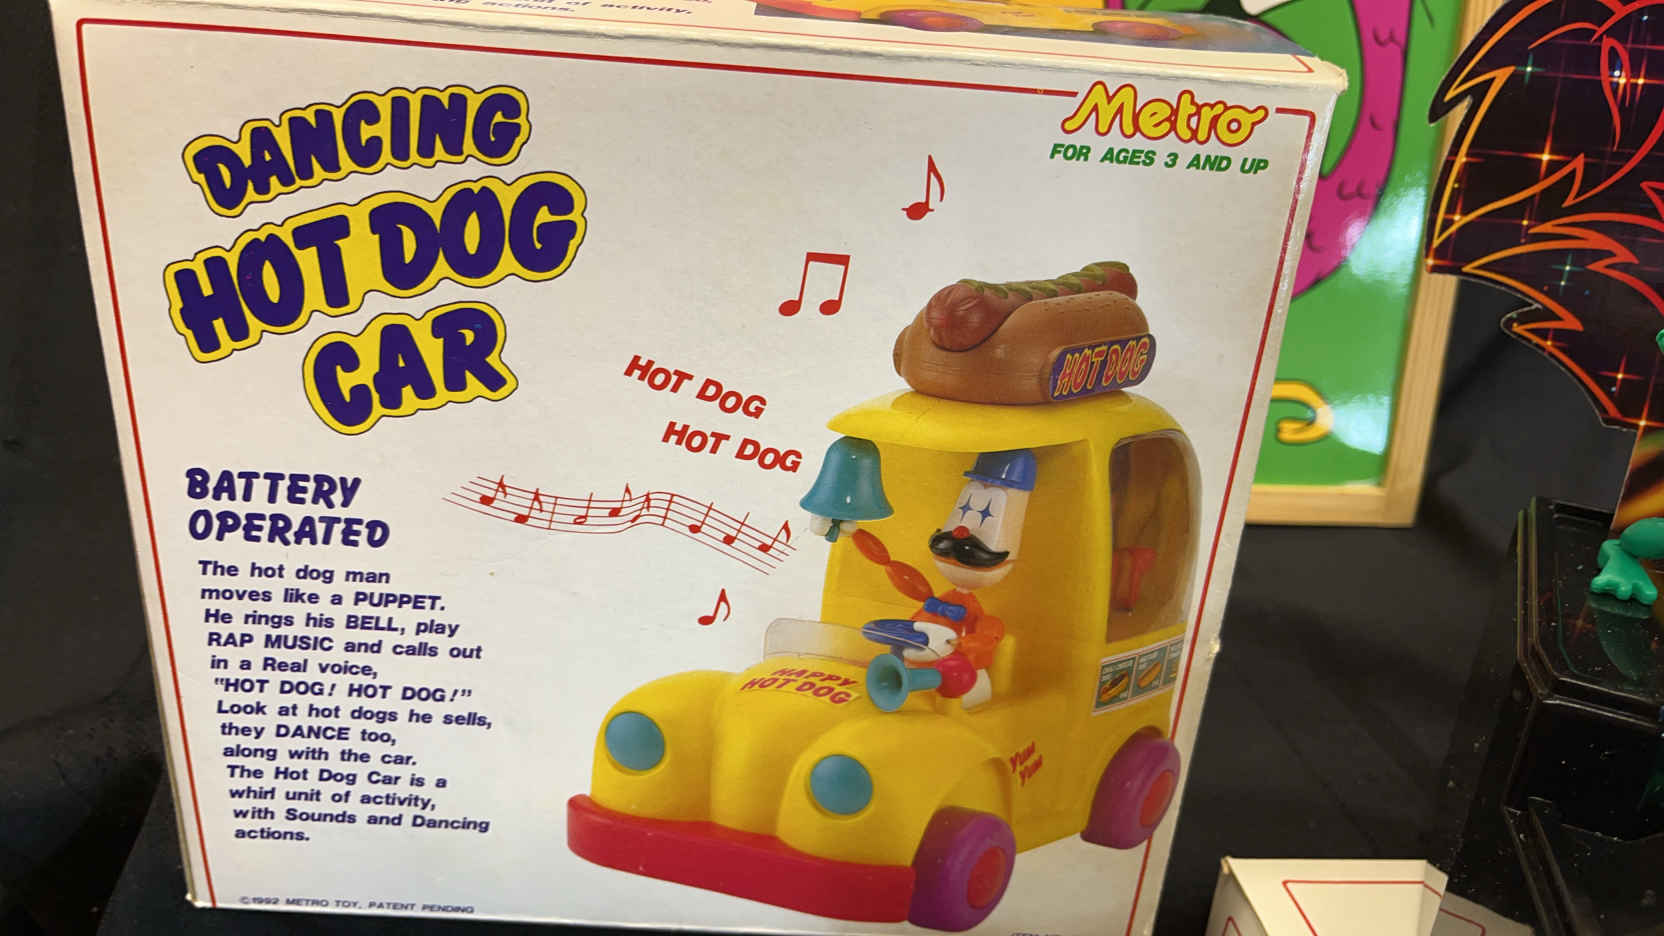 of activity,
actions.
Metro
FOR AGES 3 AND UP
DANCING
HOT DOG
CAR
HOT DOG
HOT DOG
HOT DOG
BATTERY
OPERATED
The hot dog man
moves like a PUPPET.
He rings his BELL, play
RAP MUSIC and calls out
in a Real voice,
"HOT DOG! HOT DOG!"
Look at hot dogs he sells,
they DANCE too,
along with the car.
The Hot Dog Car is a
whirl unit of activity,
with Sounds and Dancing
actions.
HAPPY
HOT DOG
YUM
YUM
©1992 METRO TOY. PATENT PENDING